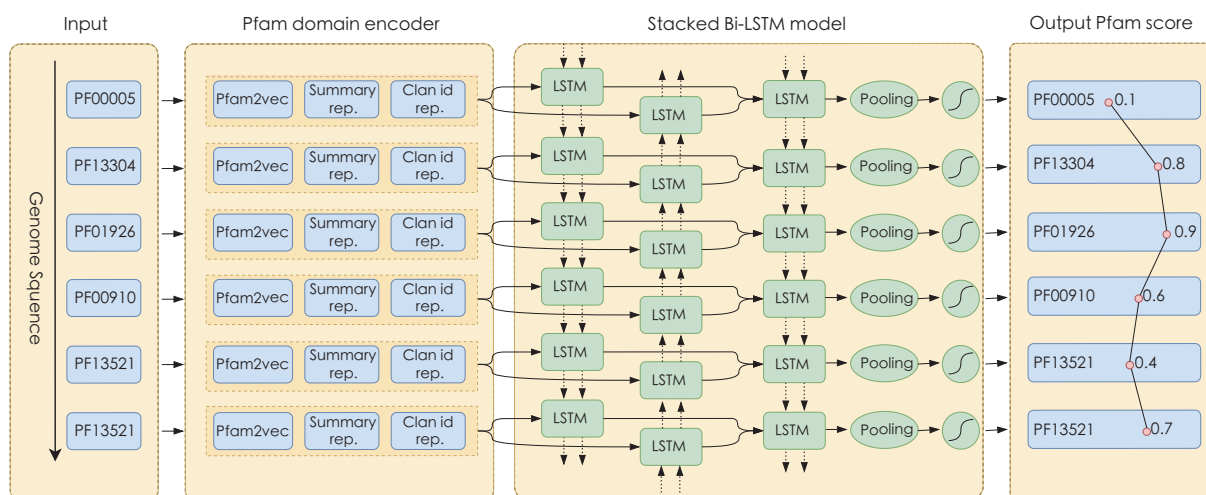 Input
Pfam domain encoder
Stacked Bi-LSTM model
Output Pfam score
Genome Squence
PF00005
Pfam2vec
Summary
rep.
Clan id
rep.
LSTM
LSTM
LSTM
Pooling
PF00005
0.1
PF13304
Pfam2vec
Summary
rep.
Clan id
rep.
LSTM
LSTM
LSTM
Pooling
PF13304
0.8
PF01926
Pfam2vec
Summary
rep.
Clan id
rep.
LSTM
LSTM
LSTM
Pooling
PF01926
0.9
PF00910
Pfam2vec
Summary
rep.
Clan id
rep.
LSTM
LSTM
LSTM
Pooling
PF00910
0.6
PF13521
Pfam2vec
Summary
rep.
Clan id
rep.
LSTM
LSTM
LSTM
Pooling
PF13521
0.4
PF13521
Pfam2vec
Summary
rep.
Clan id
rep.
LSTM
LSTM
LSTM
Pooling
PF13521
0.7